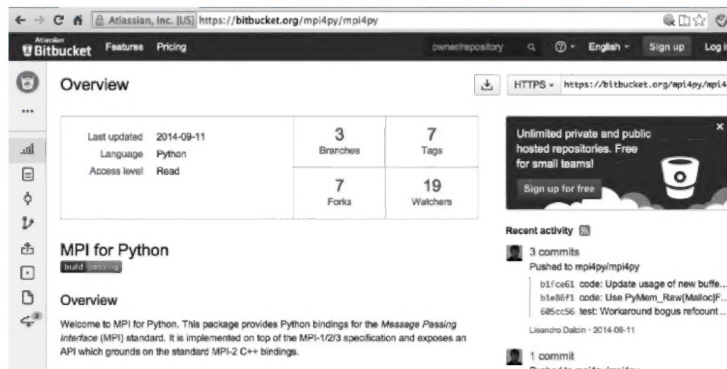 Atlassian, Inc. [US] https://bitbucket.org/mpi4py/mpi4py
Atlassian
Bitbucket Features Pricing owner/repository English Sign up Log i
Overview
HTTPS https://bitbucket.org/mpi4py/mpi4
Last updated 2014-09-11
Language Python
Access level Read
3
Branches
7
Tags
7
Forks
19
Watchers
Unlimited private and public
hosted repositories. Free
for small teams!
Sign up for free
Recent activity
3 commits
Pushed to mpi4py/mpi4py
b1fce61 code: Update usage of new buffe...
b1e86f1 code: Use PyMem_Raw{Malloc|F...
605cc56 test: Workaround bogus refcount ...
Lisandro Dalcin · 2014-09-11
1 commit
Pushed to mpi4py/mpi4py
MPI for Python
build passing
Overview
Welcome to MPI for Python. This package provides Python bindings for the Message Passing
Interface (MPI) standard. It is implemented on top of the MPI-1/2/3 specification and exposes an
API which grounds on the standard MPI-2 C++ bindings.